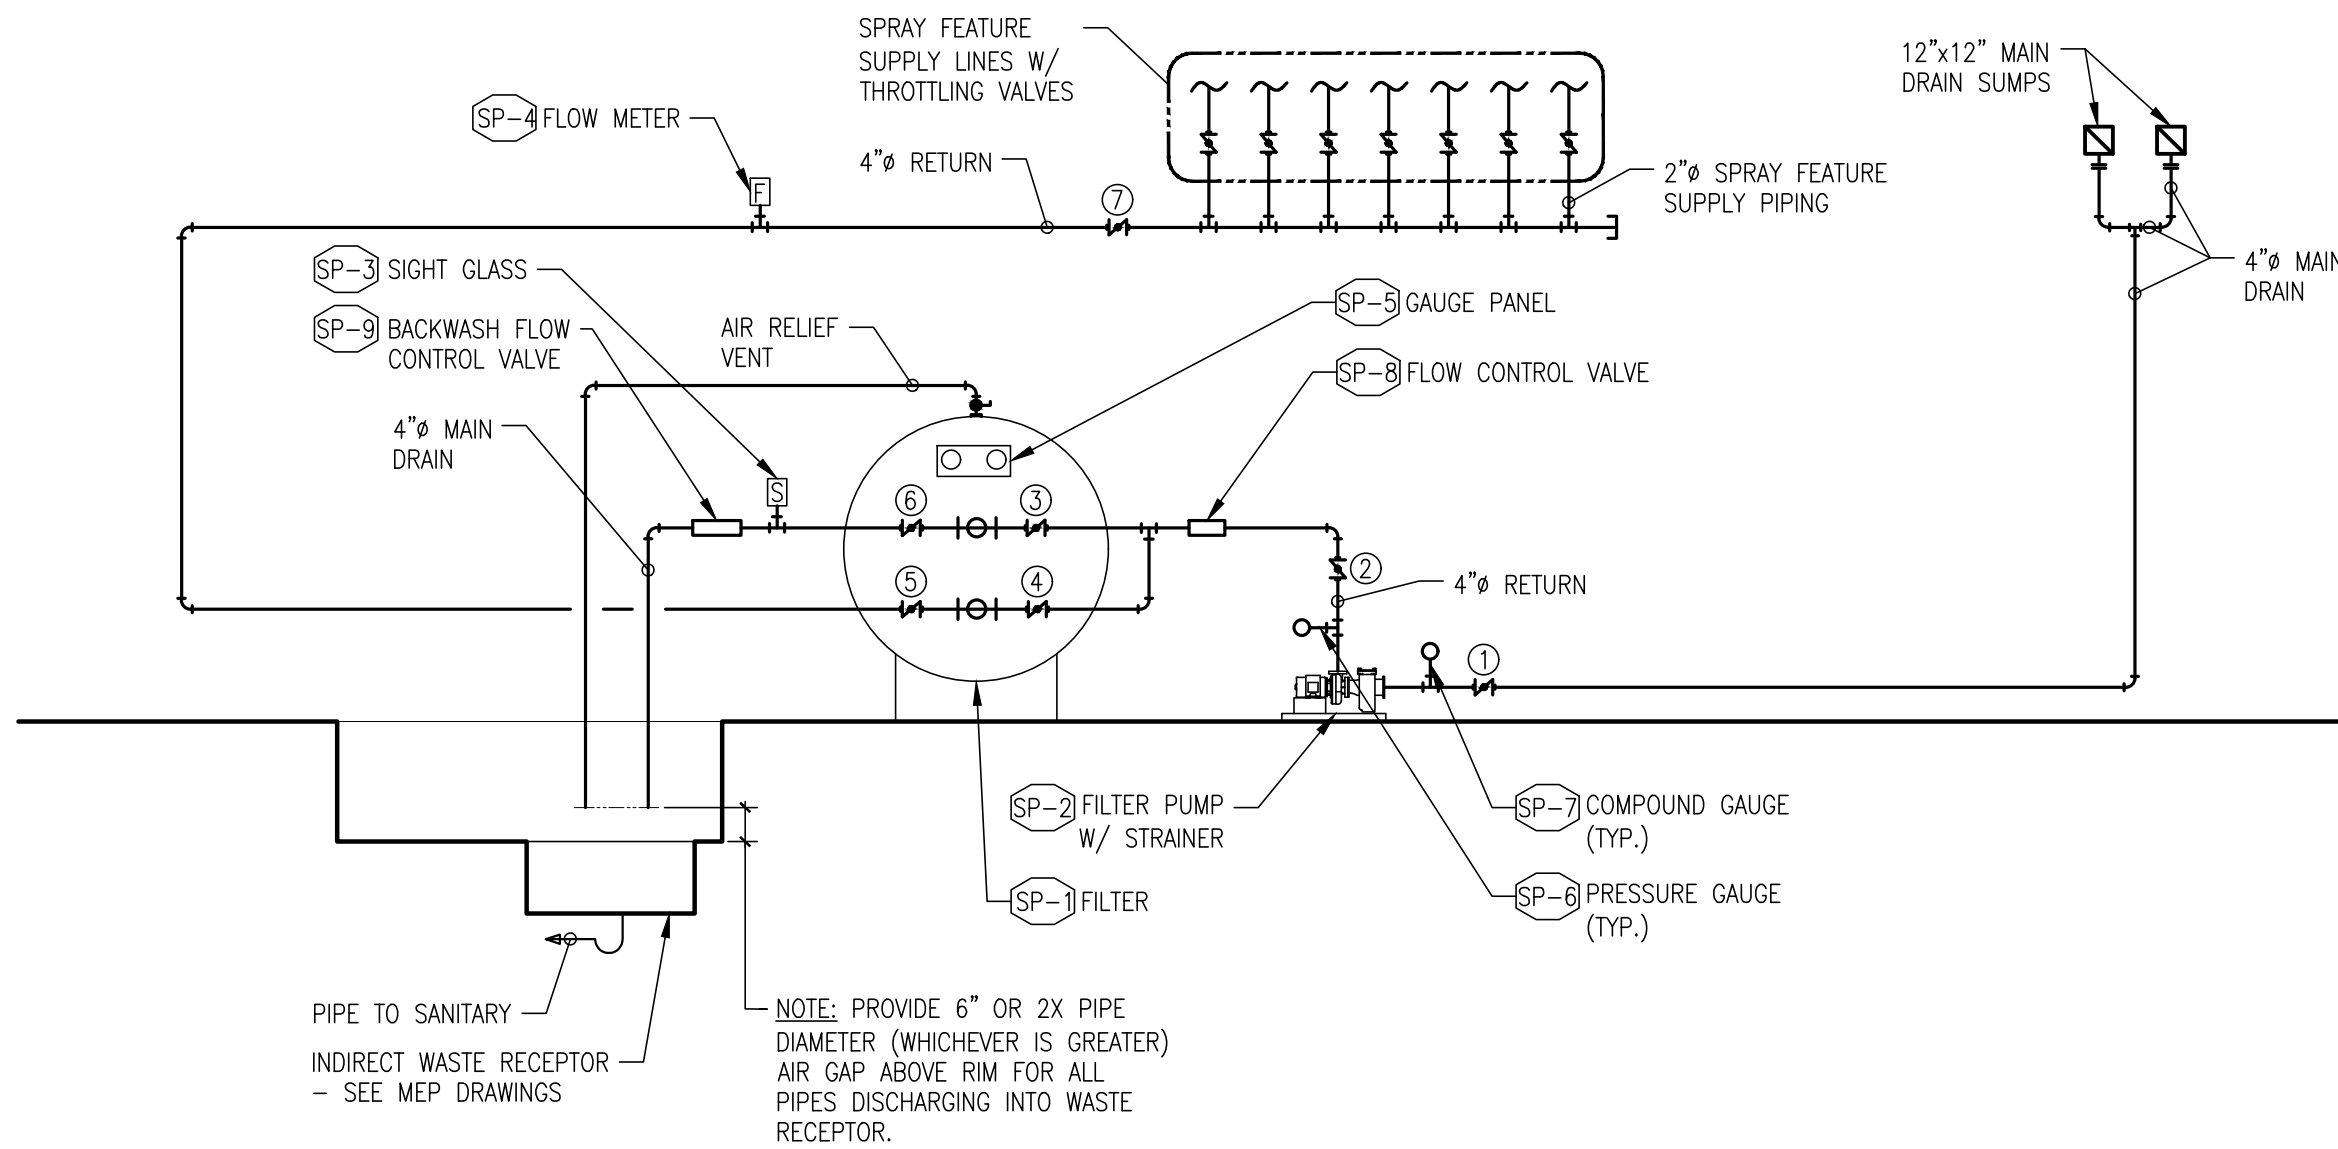 SPRAY FEATURE
SUPPLY LINES W/
THROTTLING VALVES
12"x12" MAIN
DRAIN SUMPS
SP-4 FLOW METER
4"ø RETURN
F
7
2"ø SPRAY FEATURE
SUPPLY PIPING
4"ø MAIN
DRAIN
SP-3 SIGHT GLASS
SP-9 BACKWASH FLOW
CONTROL VALVE
AIR RELIEF
VENT
SP-5 GAUGE PANEL
SP-8 FLOW CONTROL VALVE
4"ø MAIN
DRAIN
S
6
3
5
4
2
4"ø RETURN
1
SP-2 FILTER PUMP
W/ STRAINER
SP-7 COMPOUND GAUGE
(TYP.)
SP-1 FILTER
SP-6 PRESSURE GAUGE
(TYP.)
PIPE TO SANITARY
INDIRECT WASTE RECEPTOR
- SEE MEP DRAWINGS
NOTE: PROVIDE 6" OR 2X PIPE
DIAMETER (WHICHEVER IS GREATER)
AIR GAP ABOVE RIM FOR ALL
PIPES DISCHARGING INTO WASTE
RECEPTOR.